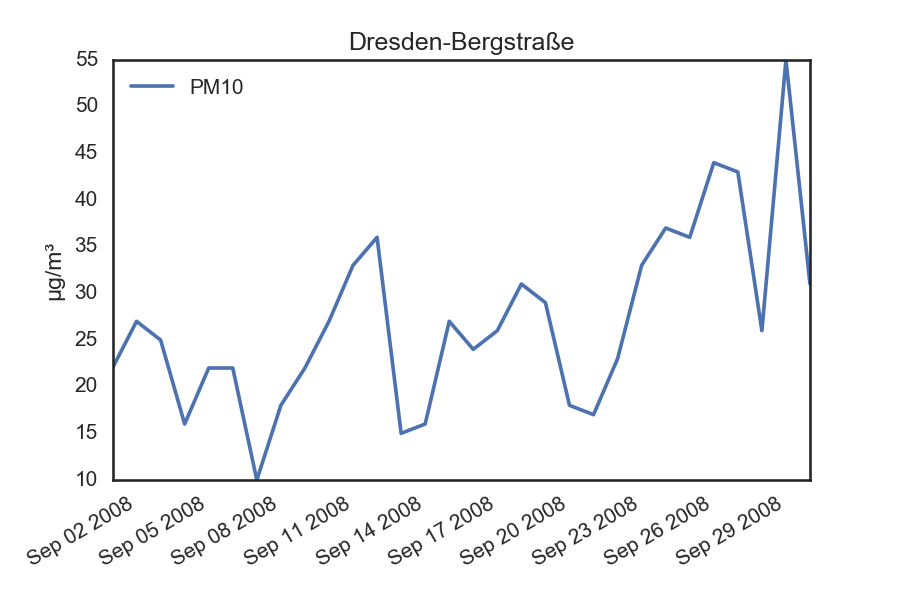 Dresden-Bergstraße
PM10
µg/m³
55
50
45
40
35
30
25
20
15
10
Sep 02 2008
Sep 05 2008
Sep 08 2008
Sep 11 2008
Sep 14 2008
Sep 17 2008
Sep 20 2008
Sep 23 2008
Sep 26 2008
Sep 29 2008